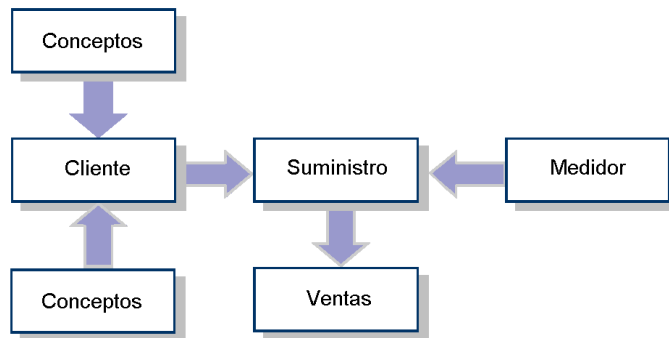 Conceptos
Cliente
Suministro
Medidor
Conceptos
Ventas